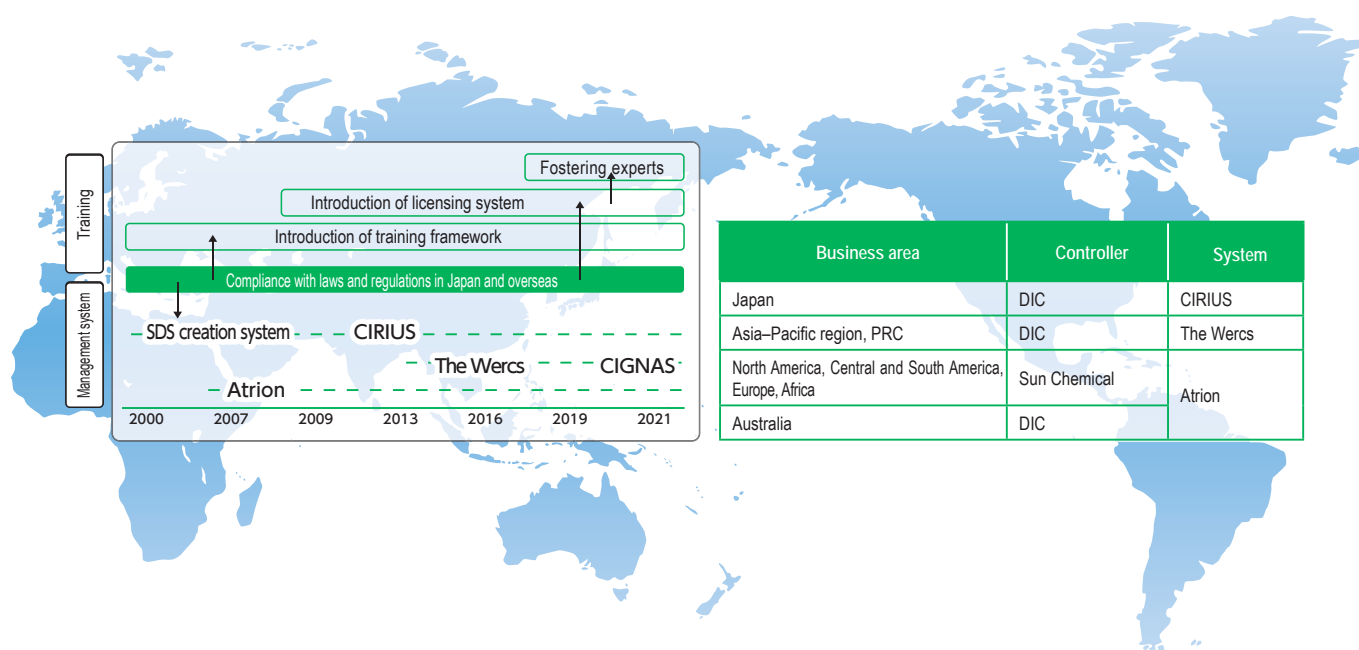 Training
Fostering experts
Introduction of licensing system
Introduction of training framework
Compliance with laws and regulations in Japan and overseas
Management system
SDS creation system
CIRIUS
The Wercs
CIGNAS
Atrion
2000 2007 2009 2013 2016 2019 2021
Business area Controller System
Japan DIC CIRIUS
Asia–Pacific region, PRC DIC The Wercs
North America, Central and South America,
Europe, Africa
Sun Chemical
Atrion
Australia DIC